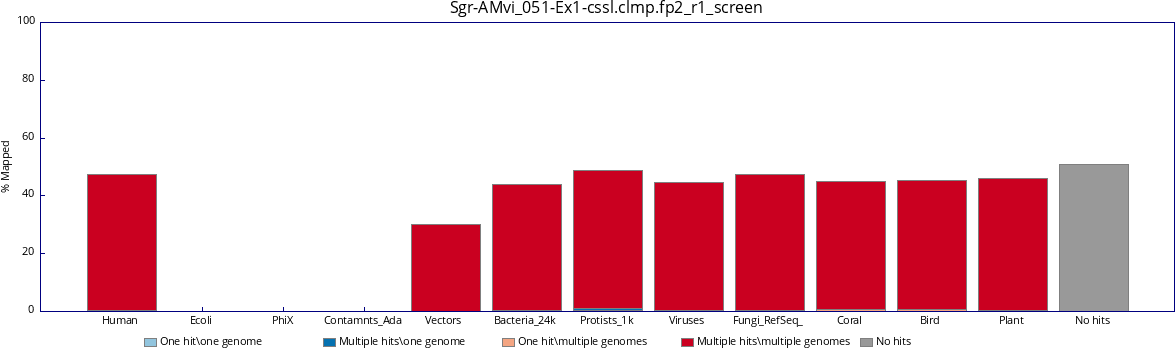 Sgr-AMvi_051-Ex1-cssl.clmp.fp2_r1_screen
% Mapped
100
80
60
40
20
0
Human Ecoli PhiX Contamnts_Ada Vectors Bacteria_24k Protists_1k Viruses Fungi_RefSeq_ Coral Bird Plant No hits
One hit\one genome Multiple hits\one genome One hit\multiple genomes Multiple hits\multiple genomes No hits